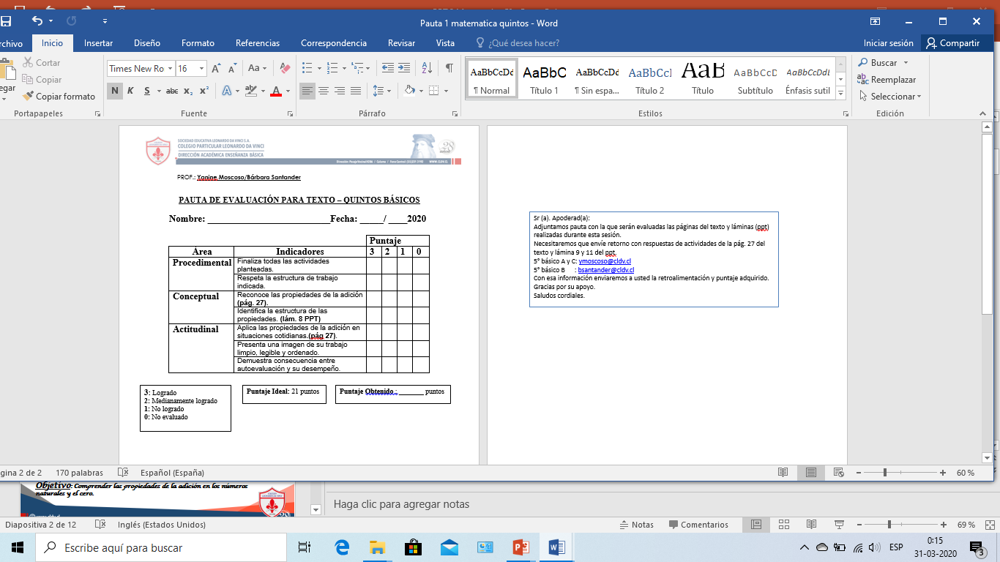 Pauta 1 matematica quintos - Word
Inicio
Insertar
Diseño
Formato
Referencias
Correspondencia
Revisar
Vista
¿Qué desea hacer?
Iniciar sesión
Compartir
Cortar
Copiar
Copiar formato
Portapapeles
Times New Ro
16
Fuente
Párrafo
AaBbCcDd
¶ Normal
AaBbC
Título 1
AaBbCcDd
¶ Sin espa...
AaBbCcI
Título 2
AaB
Título
AaBbCcD
Subtítulo
AaBbCcDdE
Énfasis sutil
Estilos
Buscar
Reemplazar
Seleccionar
Edición
SOCIEDAD EDUCATIVA LEONARDO DA VINCI S.A.
COLEGIO PARTICULAR LEONARDO DA VINCI
DIRECCIÓN ACADÉMICA ENSEÑANZA BÁSICA
28
PROF.: Yanine Moscoso/Bárbara Santander
PAUTA DE EVALUACIÓN PARA TEXTO – QUINTOS BÁSICOS
Nombre: __________________________Fecha: _____/ ____2020
Puntaje
Área Indicadores 3 2 1 0
Procedimental Finaliza todas las actividades
planteadas.
Respeta la estructura de trabajo
indicada.
Conceptual Reconoce las propiedades de la adición
(pág. 27).
Identifica la estructura de las
propiedades. (lám. 8 PPT)
Actitudinal Aplica las propiedades de la adición en
situaciones cotidianas.(pág 27).
Presenta una imagen de su trabajo
limpio, legible y ordenado.
Demuestra consecuencia entre
autoevaluación y su desempeño.
3: Logrado
2: Medianamente logrado
1: No logrado
0: No evaluado
Puntaje Ideal: 21 puntos
Puntaje Obtenido : _______ puntos
Sr (a). Apoderad(a):
Adjuntamos pauta con la que serán evaluadas las páginas del texto y láminas (ppt)
realizadas durante esta sesión.
Necesitaremos que envíe retorno con respuestas de actividades de la pág. 27 del
texto y lámina 9 y 11 del ppt.
5° básico A y C: ymoscoso@cldv.cl
5° básico B : bsantander@cldv.cl
Con esa información enviaremos a usted la retroalimentación y puntaje adquirido.
Gracias por su apoyo.
Saludos cordiales.
gina 2 de 2
170 palabras
Español (España)
60 %
Objetivo: Comprender las propiedades de la adición en los números
naturales y el cero.
Haga clic para agregar notas
Diapositiva 2 de 12
Inglés (Estados Unidos)
Notas
Comentarios
69 %
Escribe aquí para buscar
ESP
0:15
31-03-2020
3